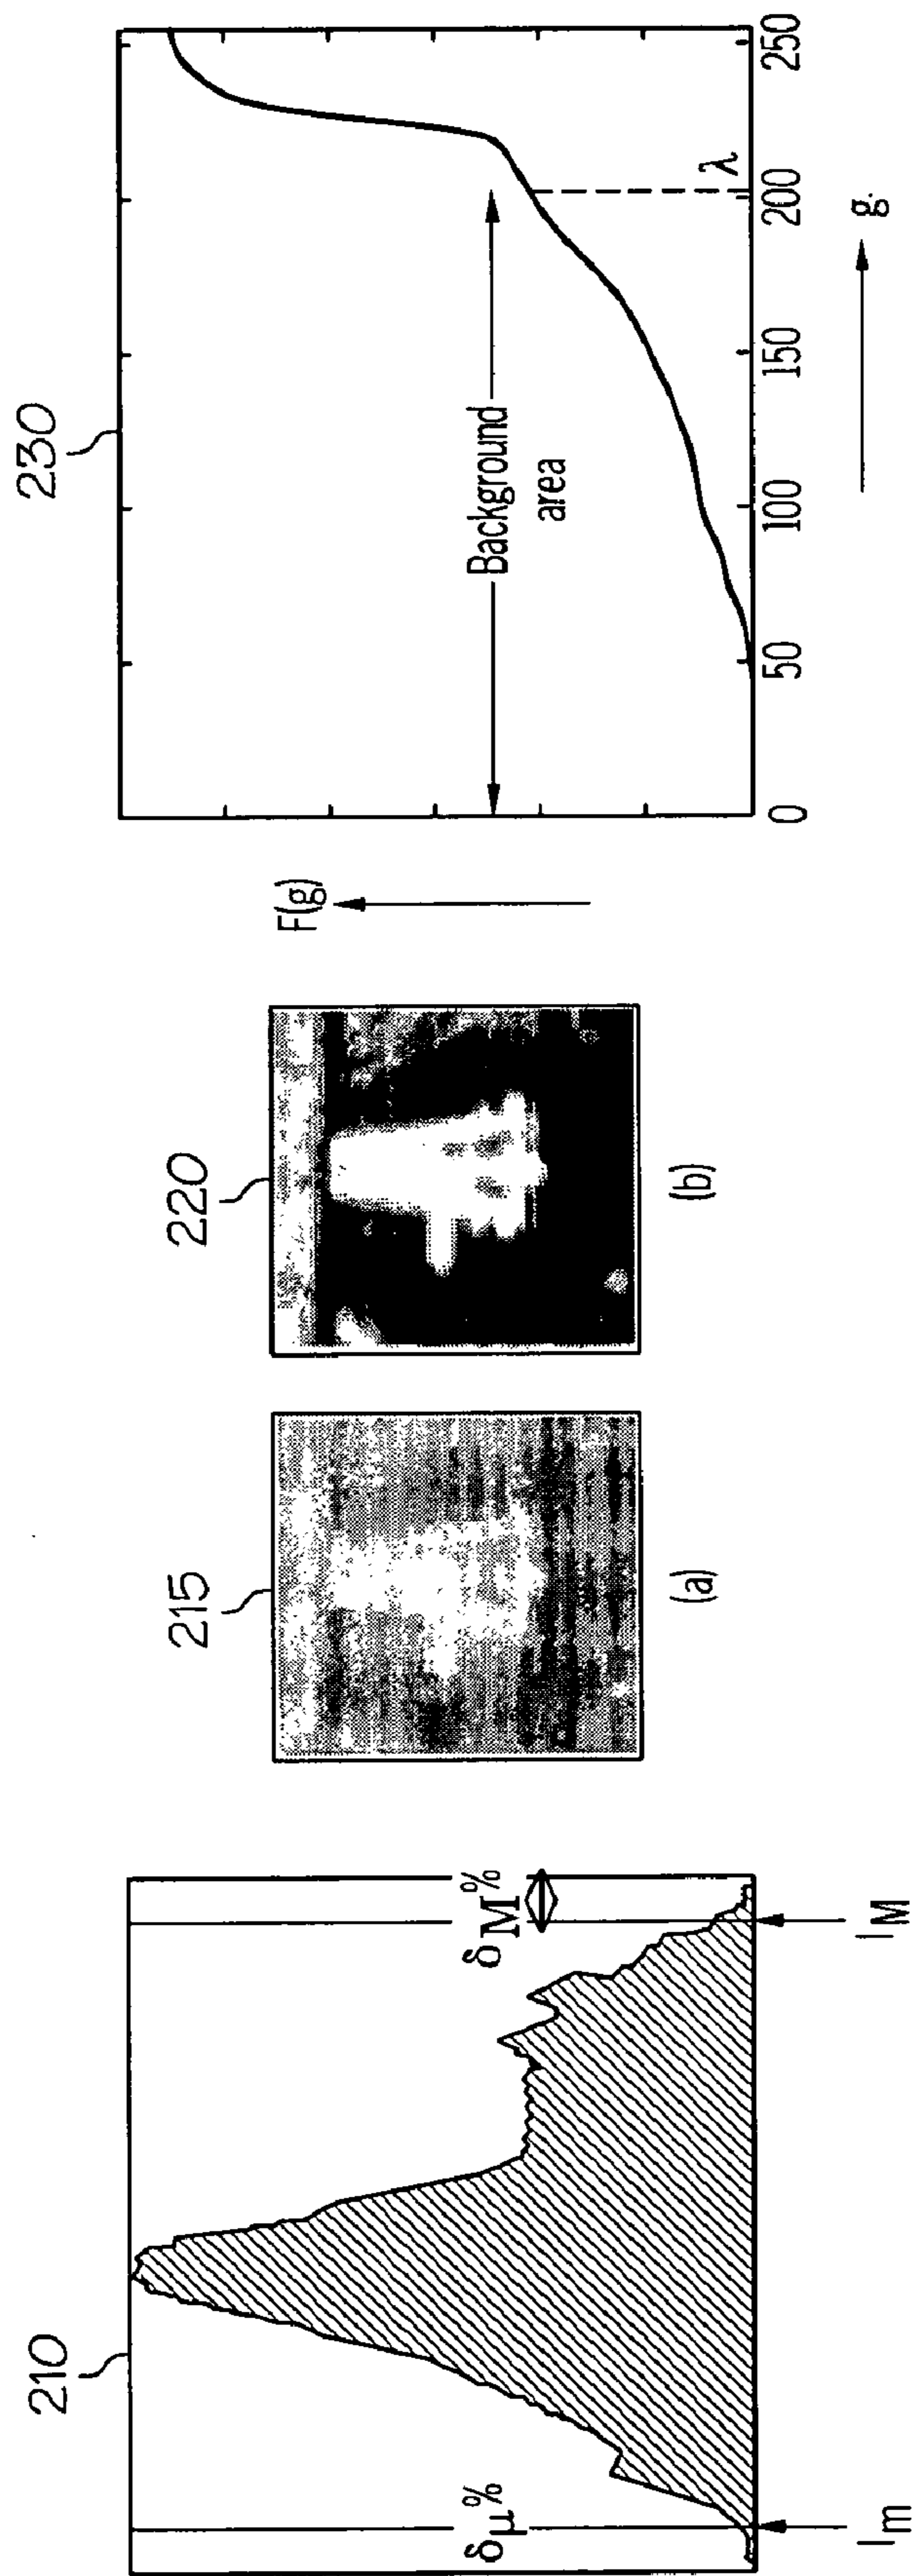 210
δμ%
δM%
Im
IM
215
(a)
220
(b)
230
F(g)
Background
area
λ
0
50
100
150
200
250
g.